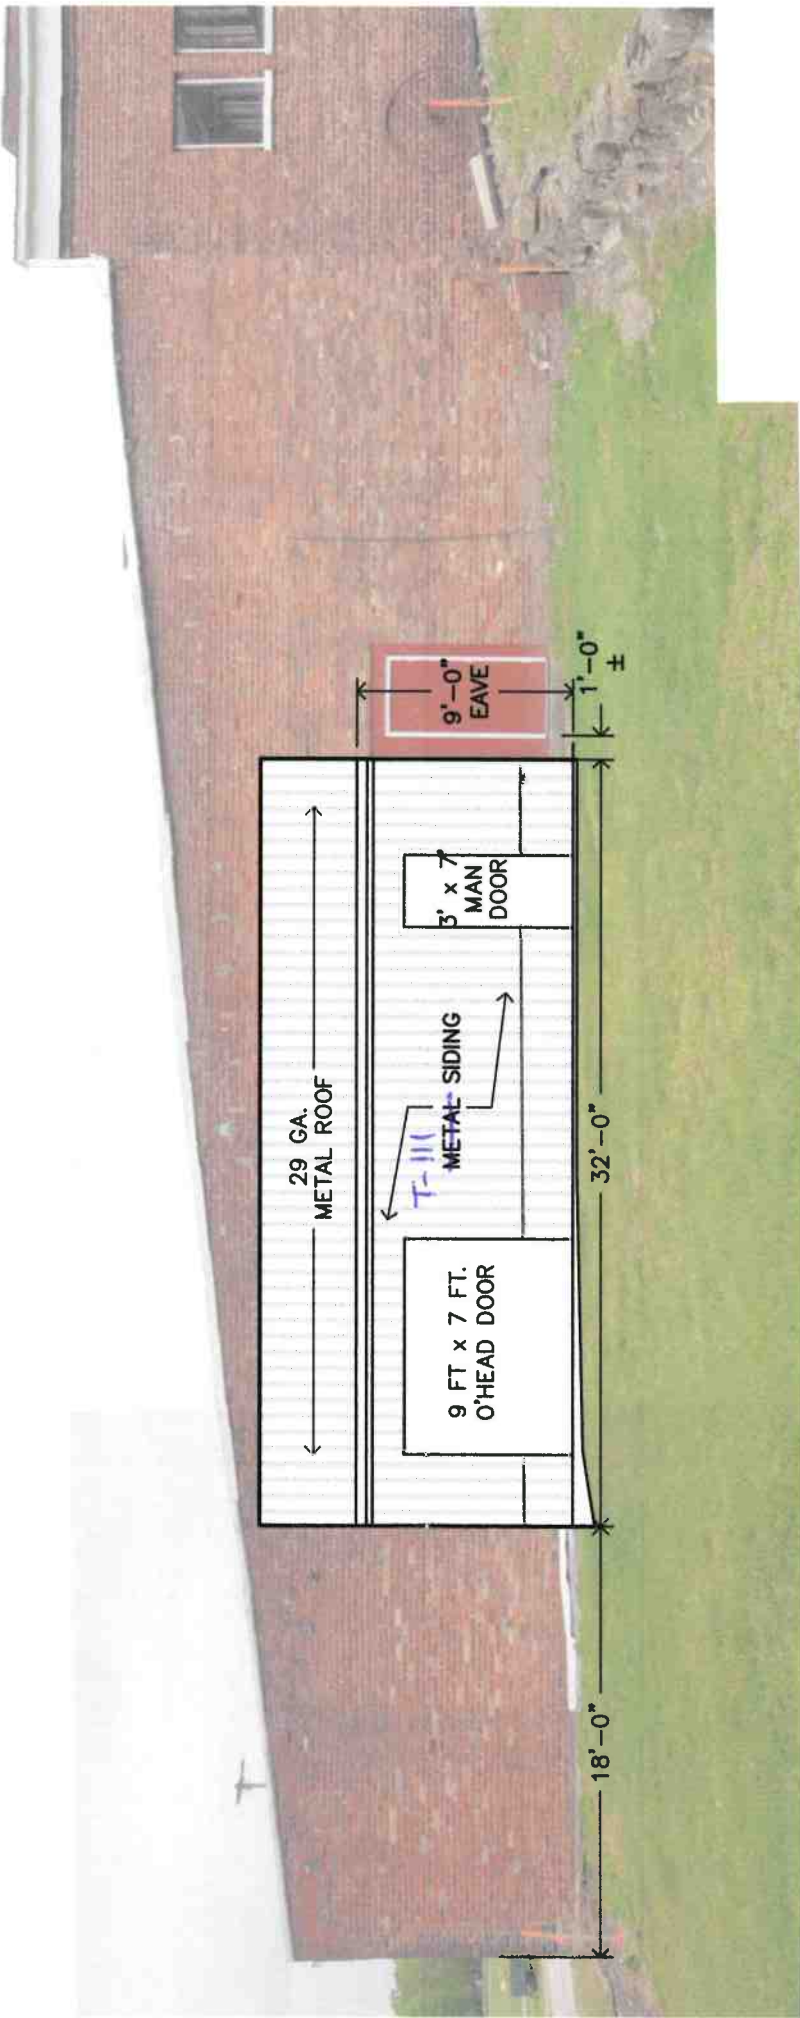 29 GA.
METAL ROOF
9'-0"
EAVE
1'-0"
±
T-111
METAL SIDING
3' x 7'
MAN
DOOR
9 FT x 7 FT.
O'HEAD DOOR
18'-0"
32'-0"